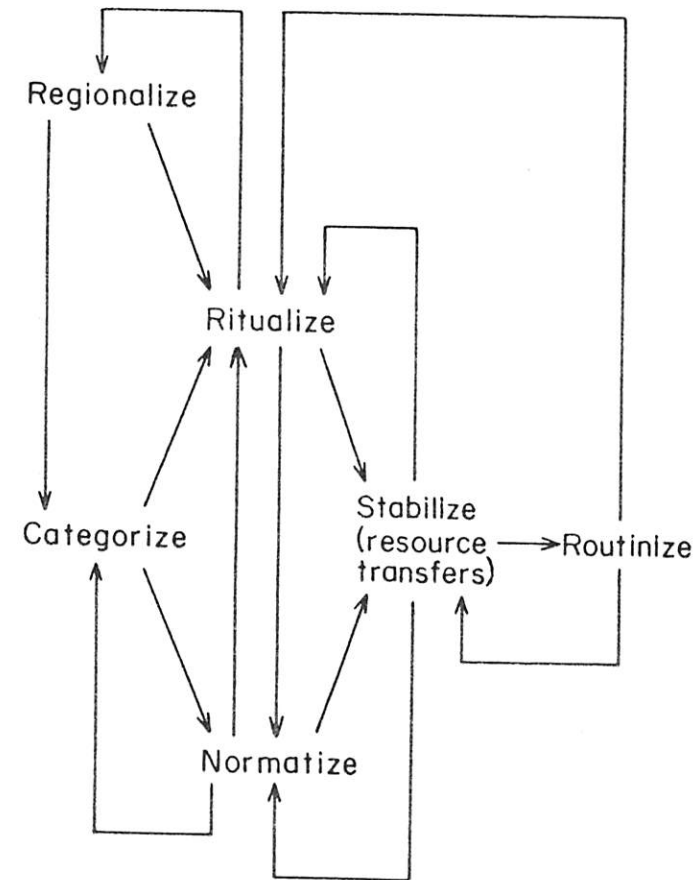 Regionalize
Ritualize
Categorize
Stabilize
(resource
transfers)
Routinize
Normatize